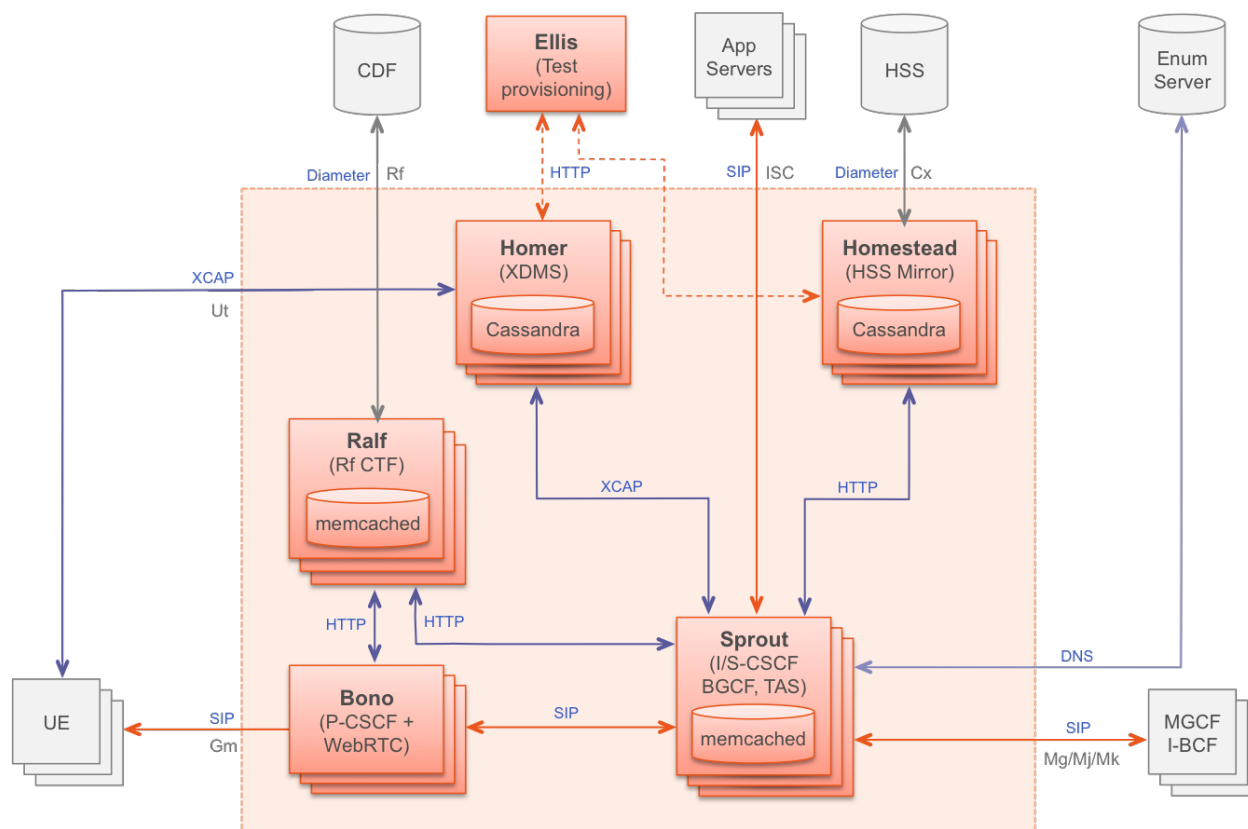 CDF
Ellis
(Test
provisioning)
App
Servers
HSS
Enum
Server
Diameter
Rf
HTTP
SIP
ISC
Diameter
Cx
Homer
(XDMS)
Cassandra
Homestead
(HSS Mirror)
Cassandra
XCAP
Ut
Ralf
(Rf CTF)
memcached
XCAP
HTTP
HTTP
HTTP
Sprout
(I/S-CSCF
BGCF, TAS)
memcached
DNS
UE
SIP
Gm
Bono
(P-CSCF +
WebRTC)
SIP
SIP
Mg/Mj/Mk
MGCF
I-BCF